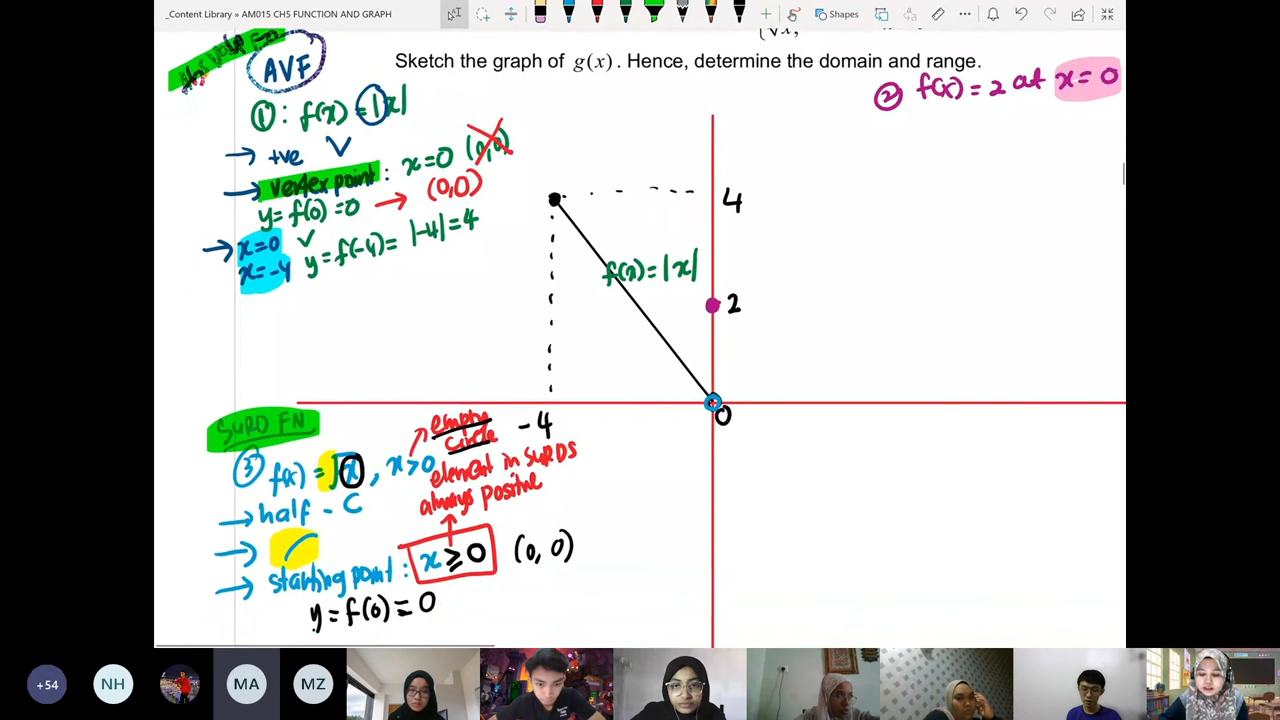 _Content Library » AM015 CH5 FUNCTION AND GRAPH
Shapes
Sketch the graph of g(x). Hence, determine the domain and range.
② f(x) = 2 at x = 0
AVF
①: f(x) = |x|
→ +ve V
→ vertex point : x=0 (0,0)
y = f(0) = 0 → (0,0)
→ x=0 ✓
x=-4 y = f(-4) = |-4| = 4
4
f(x) = |x|
2
0
-4
SURD FN
③ f(x) = √x , x>0 → empty circle
→ half - C
element in SURDS
always positive
→ starting point : x ≥ 0 (0, 0)
y = f(0) = 0
+54
NH
MA
MZ